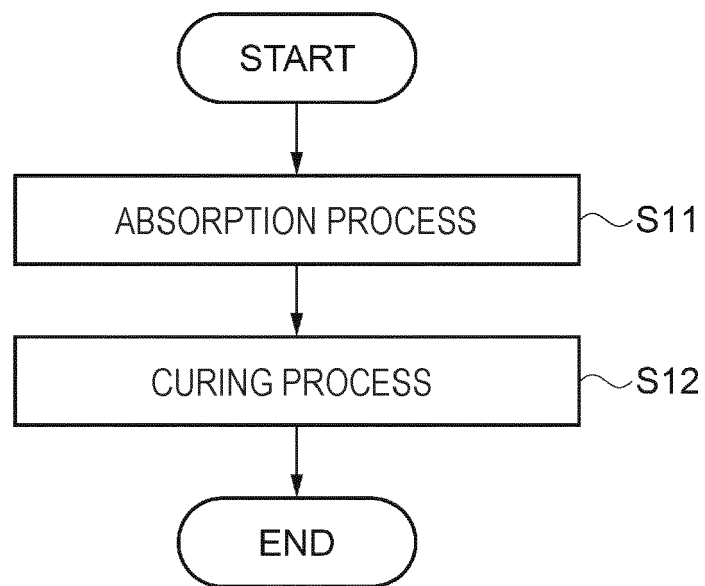 START
ABSORPTION PROCESS S11
CURING PROCESS S12
END